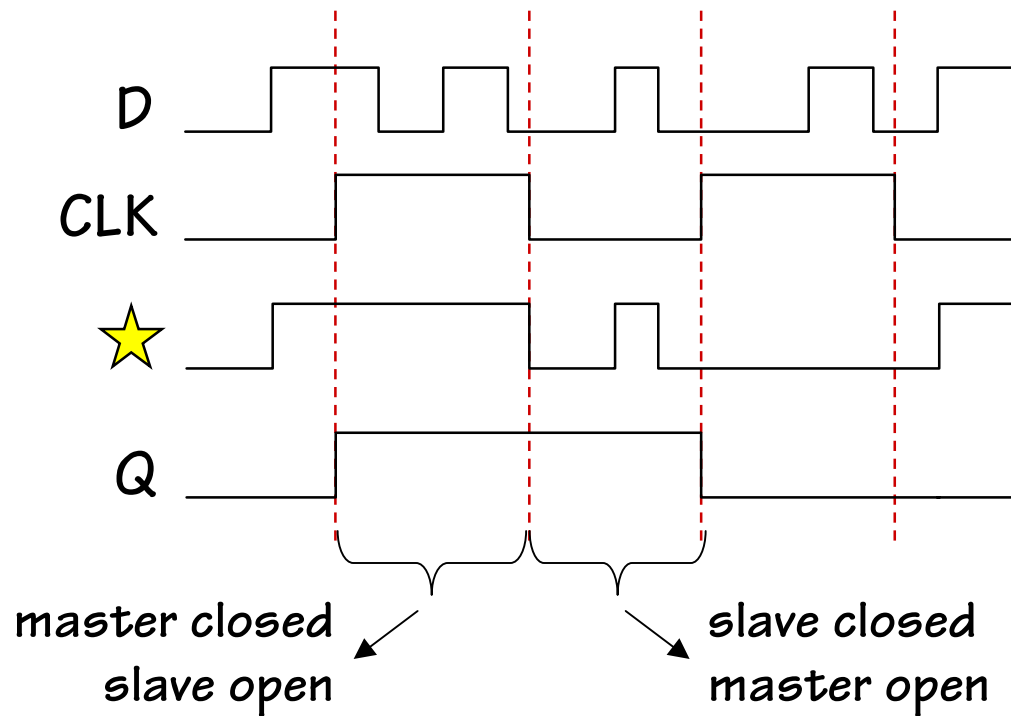 D
CLK
Q
master closed
slave open
slave closed
master open